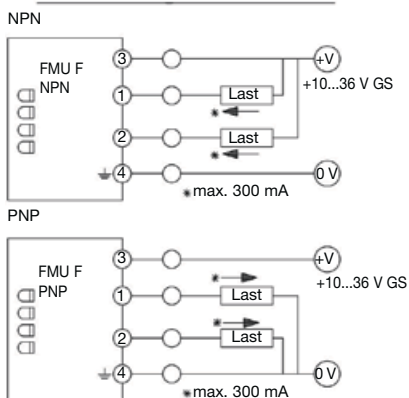 NPN
3
+V
FMU F
NPN
+10...36 V GS
1
Last
*
2
Last
*
4
0 V
* max. 300 mA
PNP
3
+V
FMU F
PNP
*
+10...36 V GS
1
Last
*
2
Last
4
0 V
* max. 300 mA